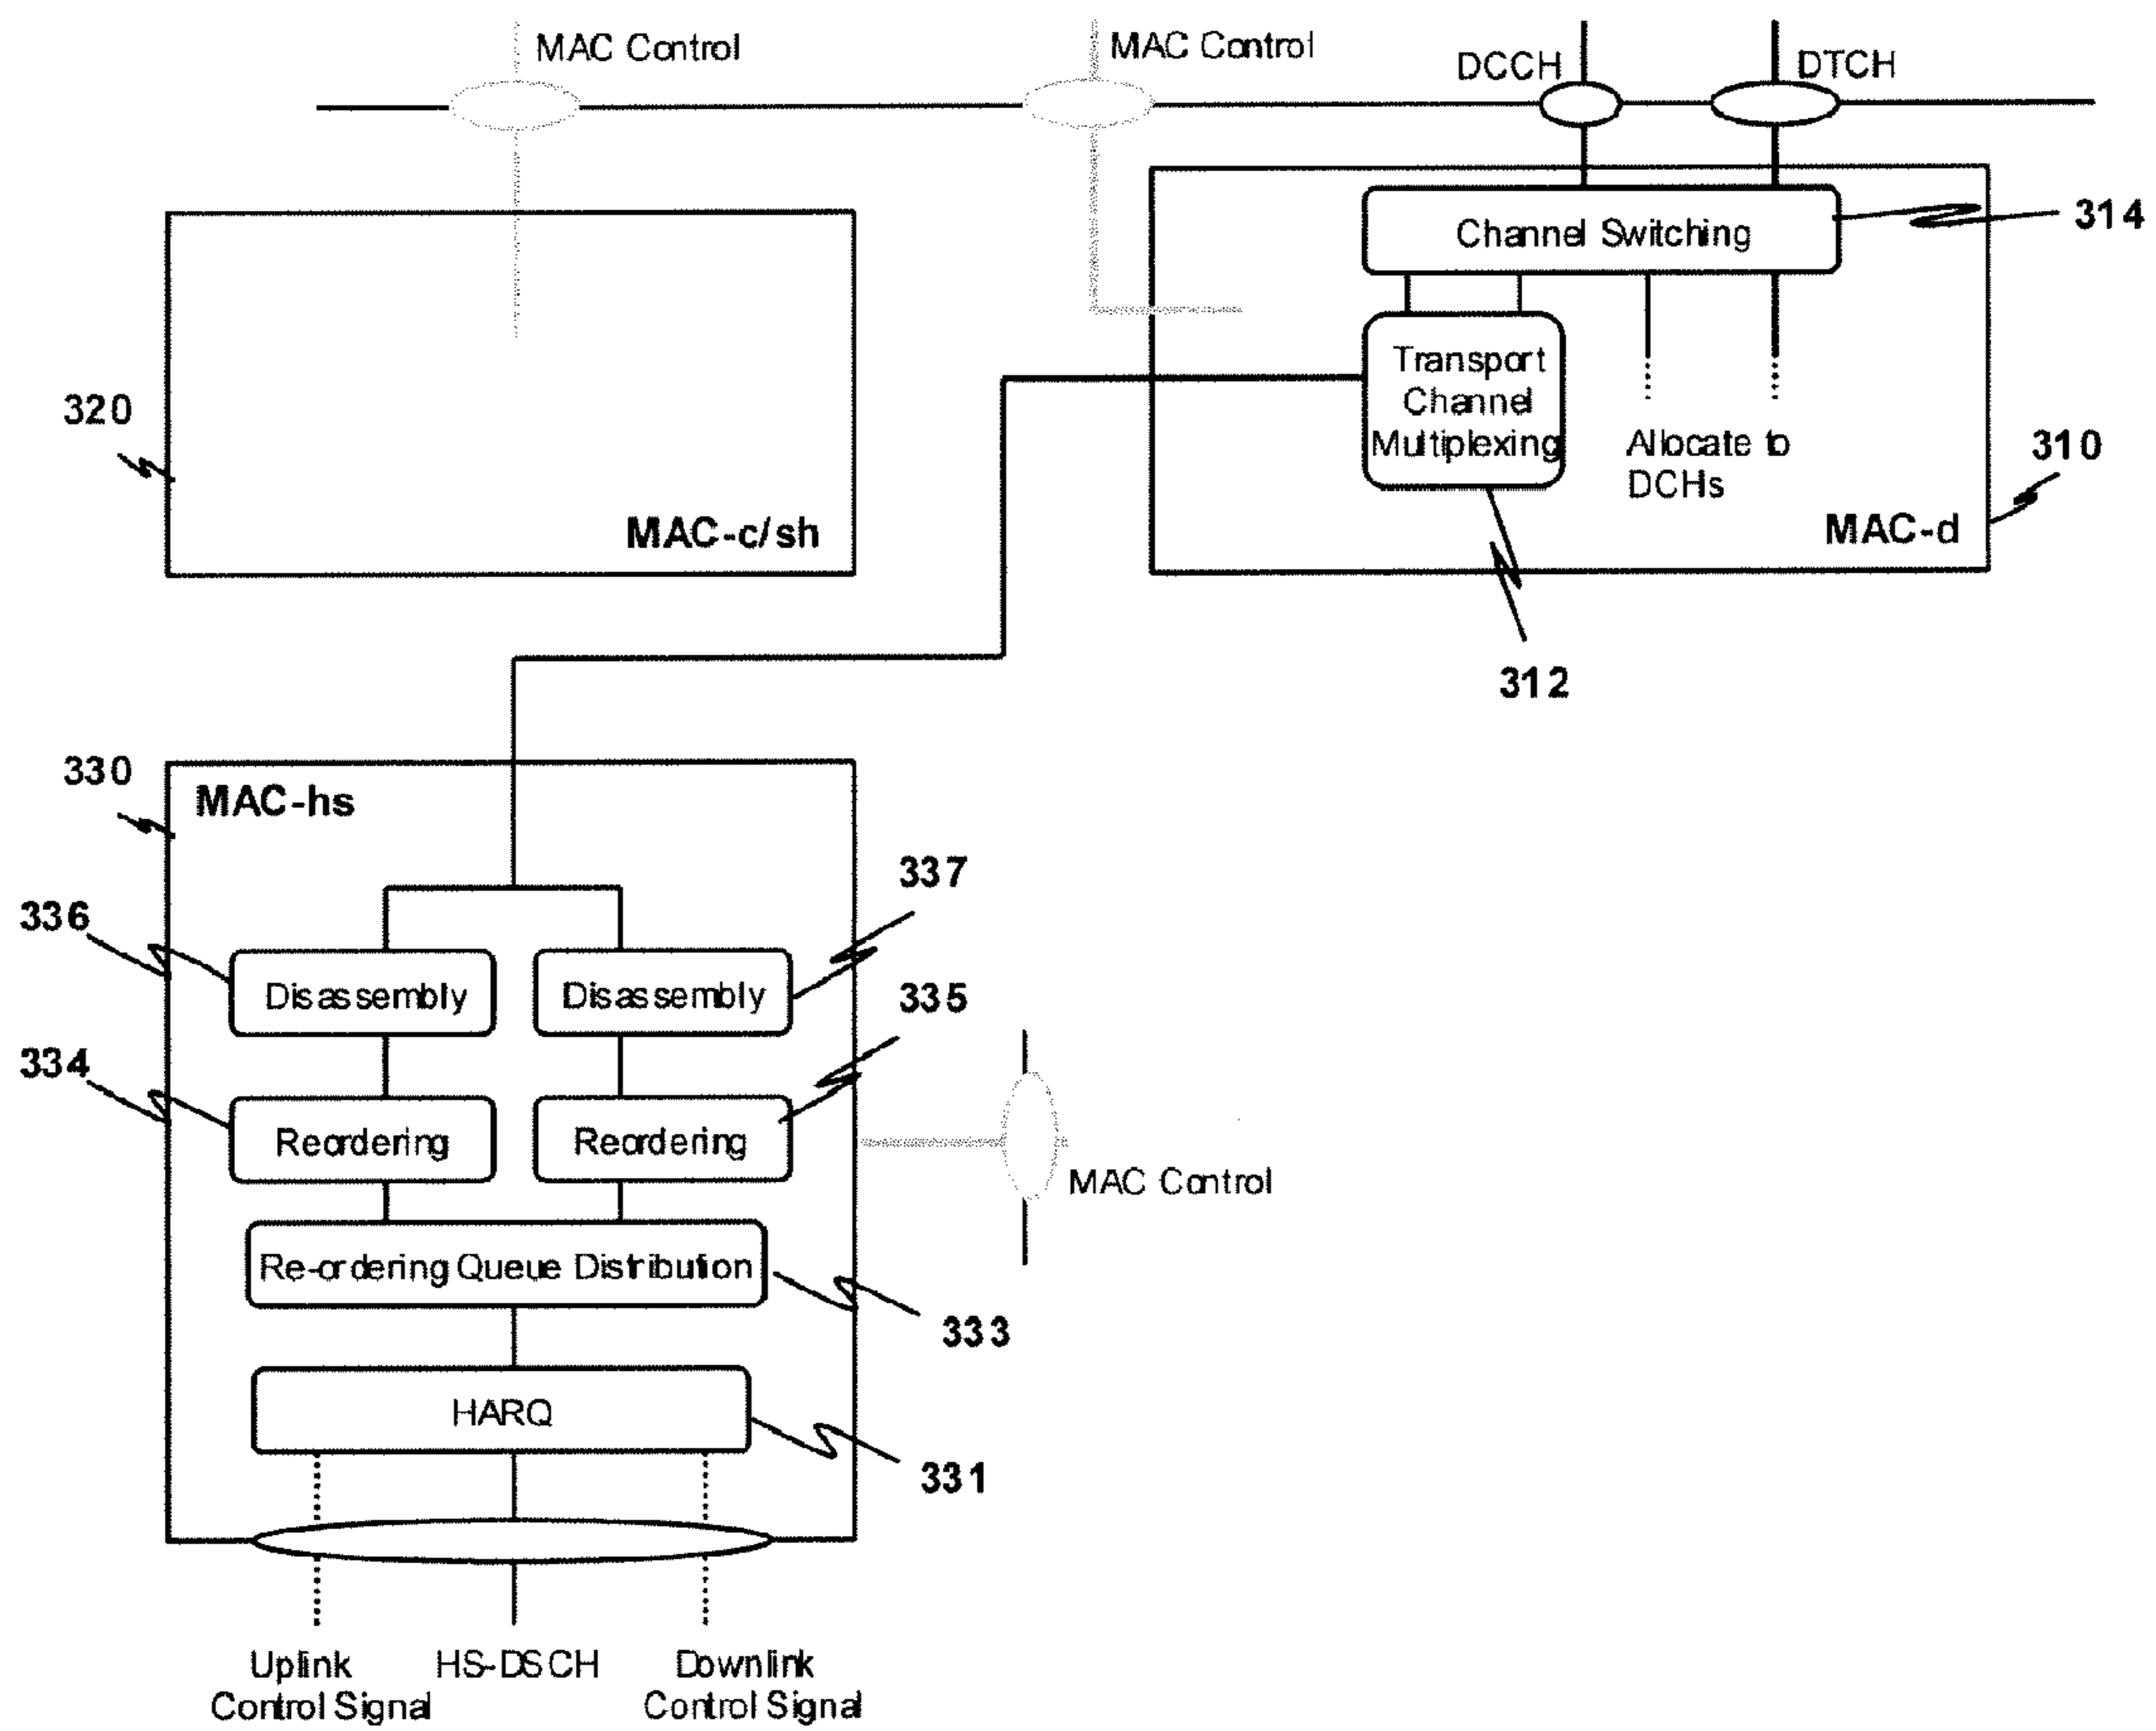 MAC Control
MAC Control
DCCH
DTCH
Channel Switching
314
Transport
Channel
Multiplexing
Allocate to
DCHs
310
MAC-d
312
320
MAC-c/sh
330
MAC-hs
337
336
Disassembly
Disassembly
335
334
Reordering
Reordering
MAC Control
Re-ordering Queue Distribution
333
HARQ
331
Uplink
Control Signal
HS-DSCH
Downlink
Control Signal